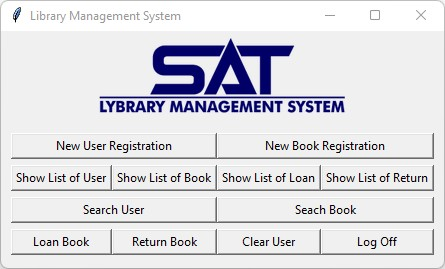 Library Management System
SAT
LYBRARY MANAGEMENT SYSTEM
New User Registration New Book Registration
Show List of User Show List of Book Show List of Loan Show List of Return
Search User Seach Book
Loan Book Return Book Clear User Log Off